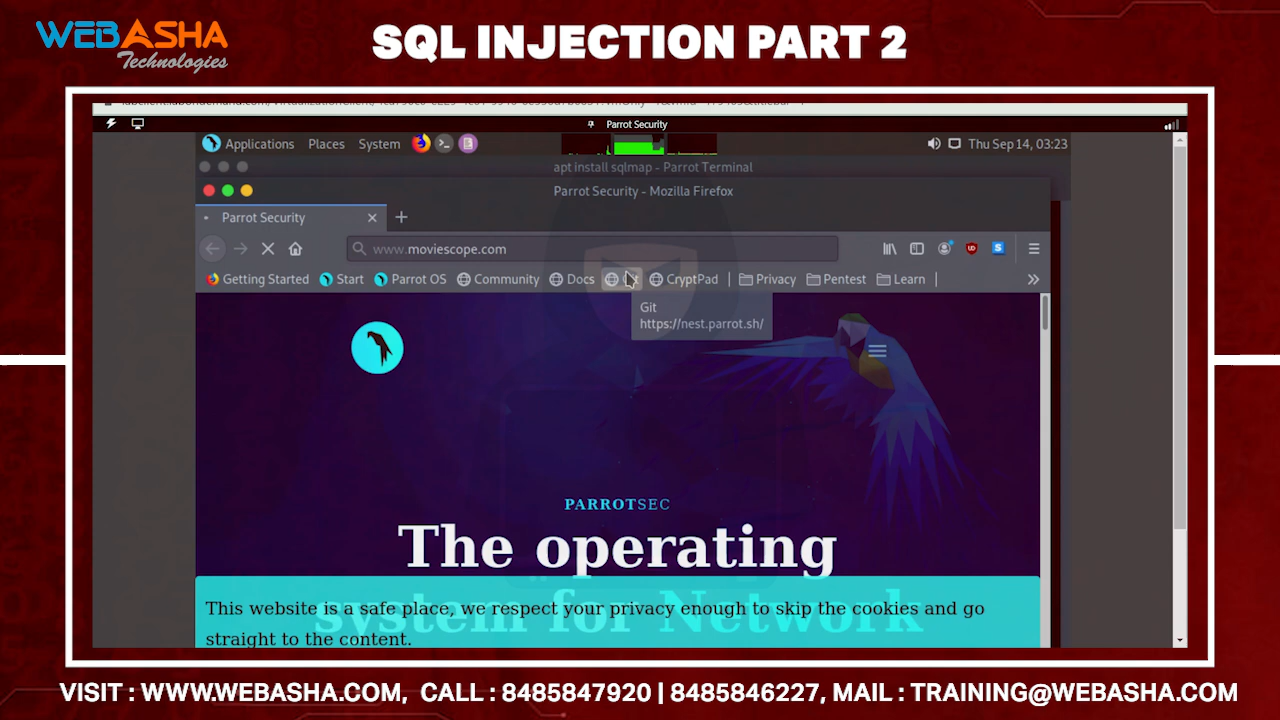 WEBASHA
Technologies
SQL INJECTION PART 2
Parrot Security
Applications Places System
Thu Sep 14, 03:23
apt install sqlmap - Parrot Terminal
Parrot Security - Mozilla Firefox
Parrot Security
www.moviescope.com
Getting Started Start Parrot OS Community Docs CryptPad Privacy Pentest Learn
Git
https://nest.parrot.sh/
PARROTSEC
The operating
system for Network
This website is a safe place, we respect your privacy enough to skip the cookies and go
straight to the content.
VISIT : WWW.WEBASHA.COM, CALL : 8485847920 | 8485846227, MAIL : TRAINING@WEBASHA.COM